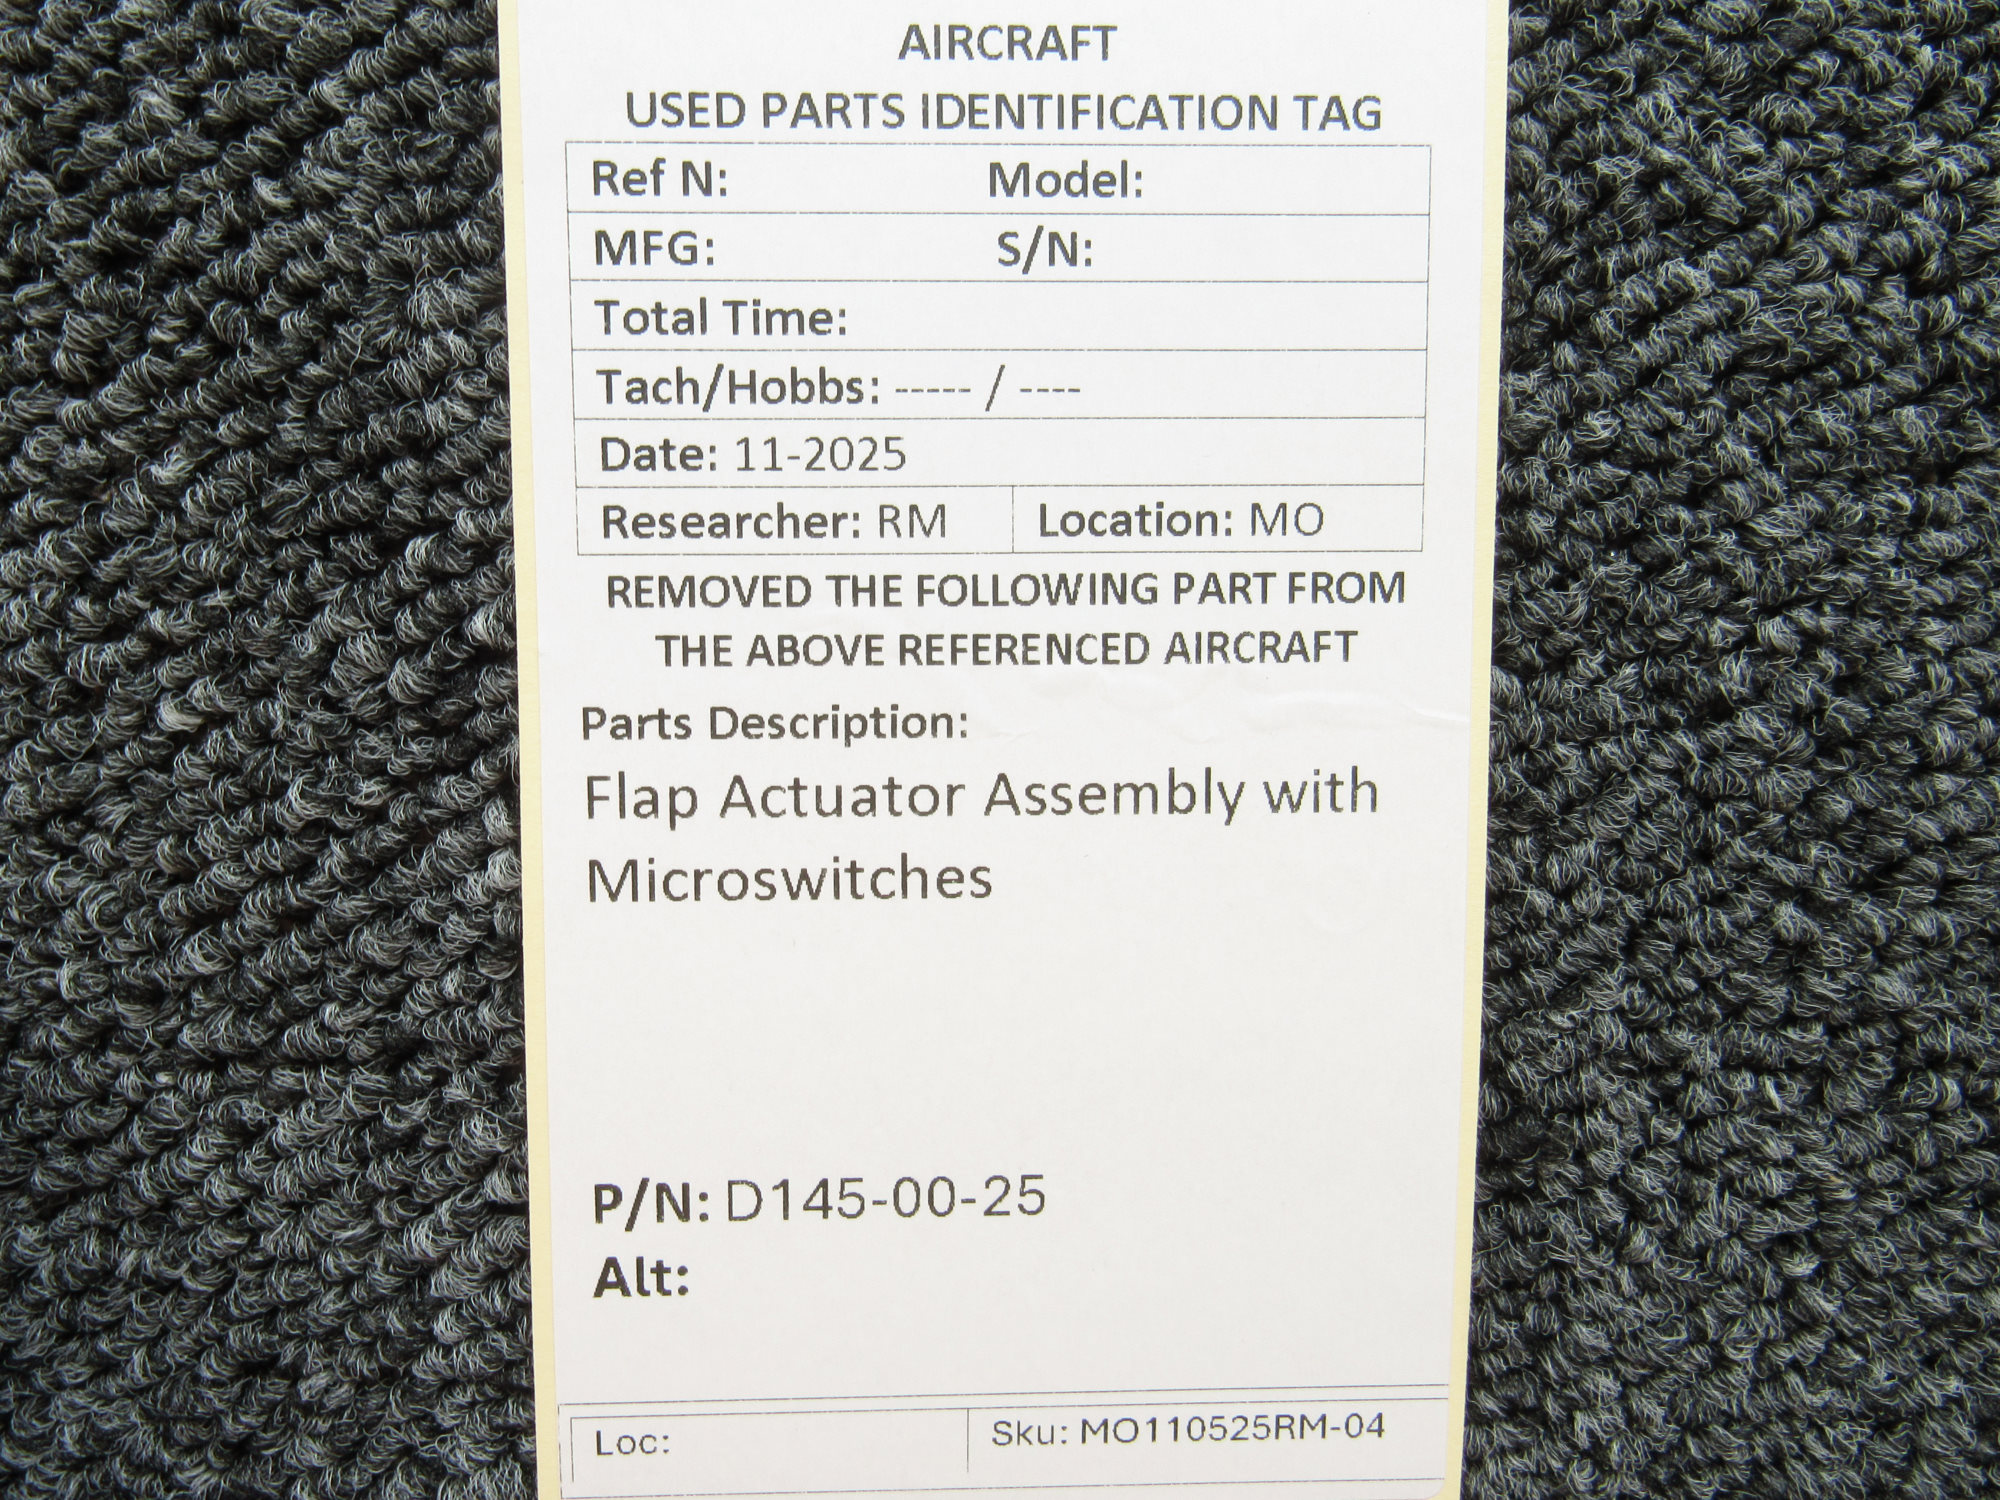 AIRCRAFT
USED PARTS IDENTIFICATION TAG
Ref N: Model:
MFG: S/N:
Total Time:
Tach/Hobbs: ----- / ----
Date: 11-2025
Researcher: RM Location: MO
REMOVED THE FOLLOWING PART FROM
THE ABOVE REFERENCED AIRCRAFT
Parts Description:
Flap Actuator Assembly with
Microswitches
P/N: D145-00-25
Alt:
Loc: Sku: MO110525RM-04